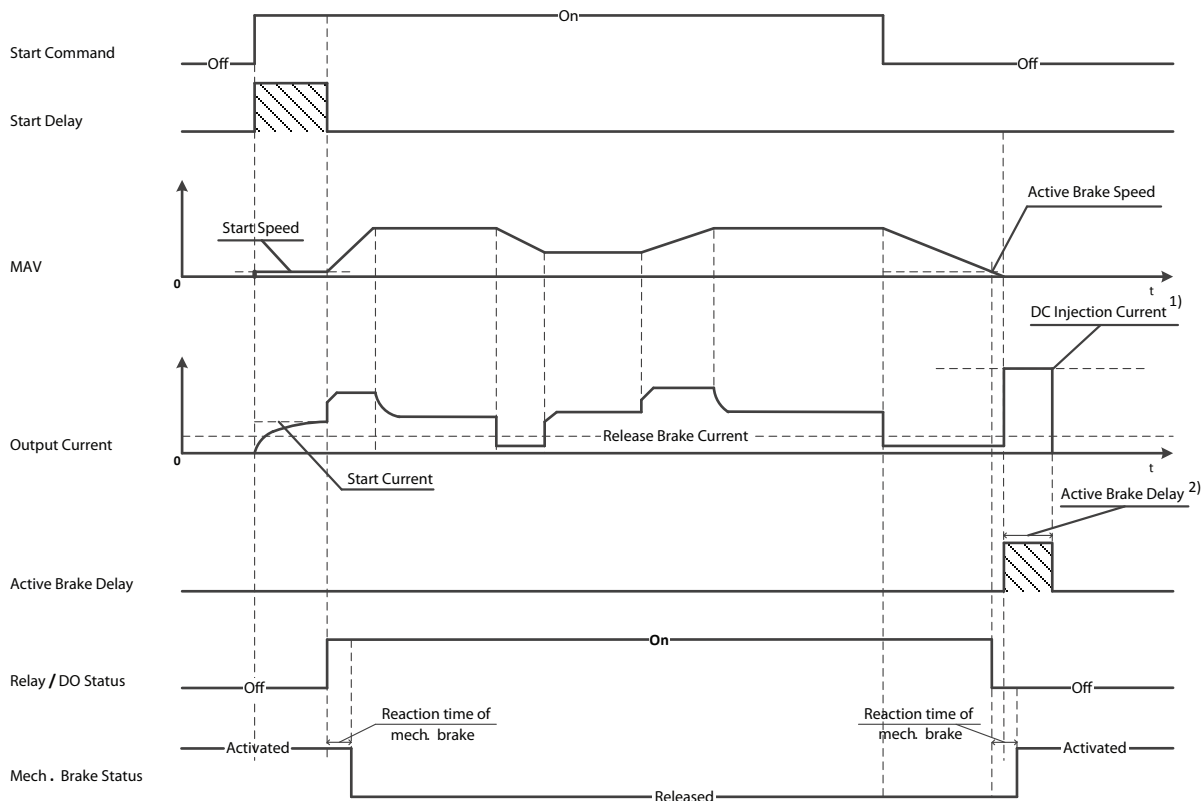 On
Start Command
Off
Off
Start Delay
Active Brake Speed
Start Speed
MAV
0
t
DC Injection Current 1)
Release Brake Current
Output Current
0
t
Start Current
Active Brake Delay 2)
Active Brake Delay
On
Relay / DO Status
Off
Off
Reaction time of
mech. brake
Reaction time of
mech. brake
Activated
Activated
Mech. Brake Status
Released